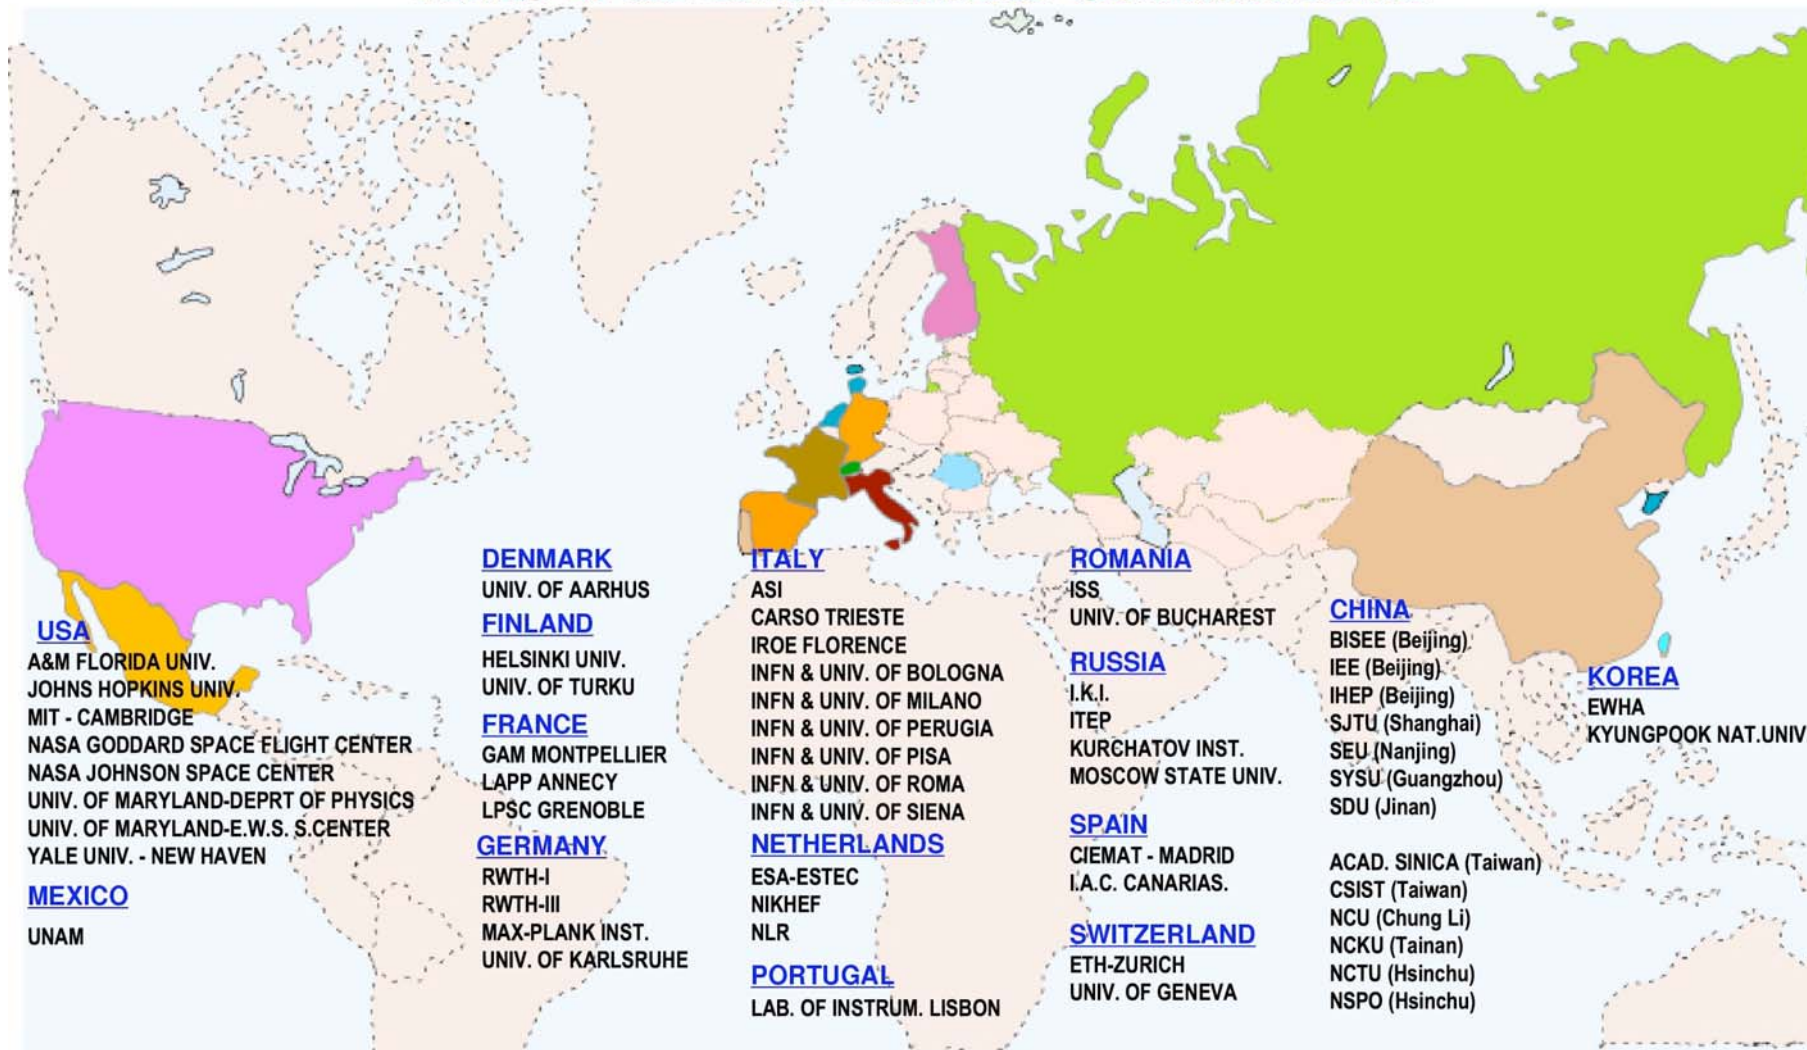 USA
A&M FLORIDA UNIV.
JOHNS HOPKINS UNIV.
MIT - CAMBRIDGE
NASA GODDARD SPACE FLIGHT CENTER
NASA JOHNSON SPACE CENTER
UNIV. OF MARYLAND-DEPRT OF PHYSICS
UNIV. OF MARYLAND-E.W.S. S.CENTER
YALE UNIV. - NEW HAVEN
MEXICO
UNAM
DENMARK
UNIV. OF AARHUS
FINLAND
HELSINKI UNIV.
UNIV. OF TURKU
FRANCE
GAM MONTPELLIER
LAPP ANNECY
LPSC GRENOBLE
GERMANY
RWTH-I
RWTH-III
MAX-PLANK INST.
UNIV. OF KARLSRUHE
ITALY
ASI
CARSO TRIESTE
IROE FLORENCE
INFN & UNIV. OF BOLOGNA
INFN & UNIV. OF MILANO
INFN & UNIV. OF PERUGIA
INFN & UNIV. OF PISA
INFN & UNIV. OF ROMA
INFN & UNIV. OF SIENA
NETHERLANDS
ESA-ESTEC
NIKHEF
NLR
PORTUGAL
LAB. OF INSTRUM. LISBON
ROMANIA
ISS
UNIV. OF BUCHAREST
RUSSIA
I.K.I.
ITEP
KURCHATOV INST.
MOSCOW STATE UNIV.
SPAIN
CIEMAT - MADRID
I.A.C. CANARIAS.
SWITZERLAND
ETH-ZURICH
UNIV. OF GENEVA
CHINA
BISEE (Beijing)
IEE (Beijing)
IHEP (Beijing)
SJTU (Shanghai)
SEU (Nanjing)
SYSU (Guangzhou)
SDU (Jinan)
ACAD. SINICA (Taiwan)
CSIST (Taiwan)
NCU (Chung Li)
NCKU (Tainan)
NCTU (Hsinchu)
NSPO (Hsinchu)
KOREA
EWHA
KYUNGPOOK NAT.UNIV